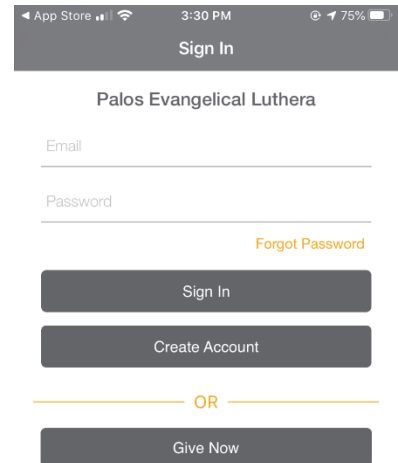 App Store 3:30 PM 75%
Sign In
Palos Evangelical Luthera
Email
Password
Forgot Password
Sign In
Create Account
OR
Give Now